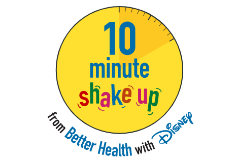 10
minute
shake up
from Better Health with Disney